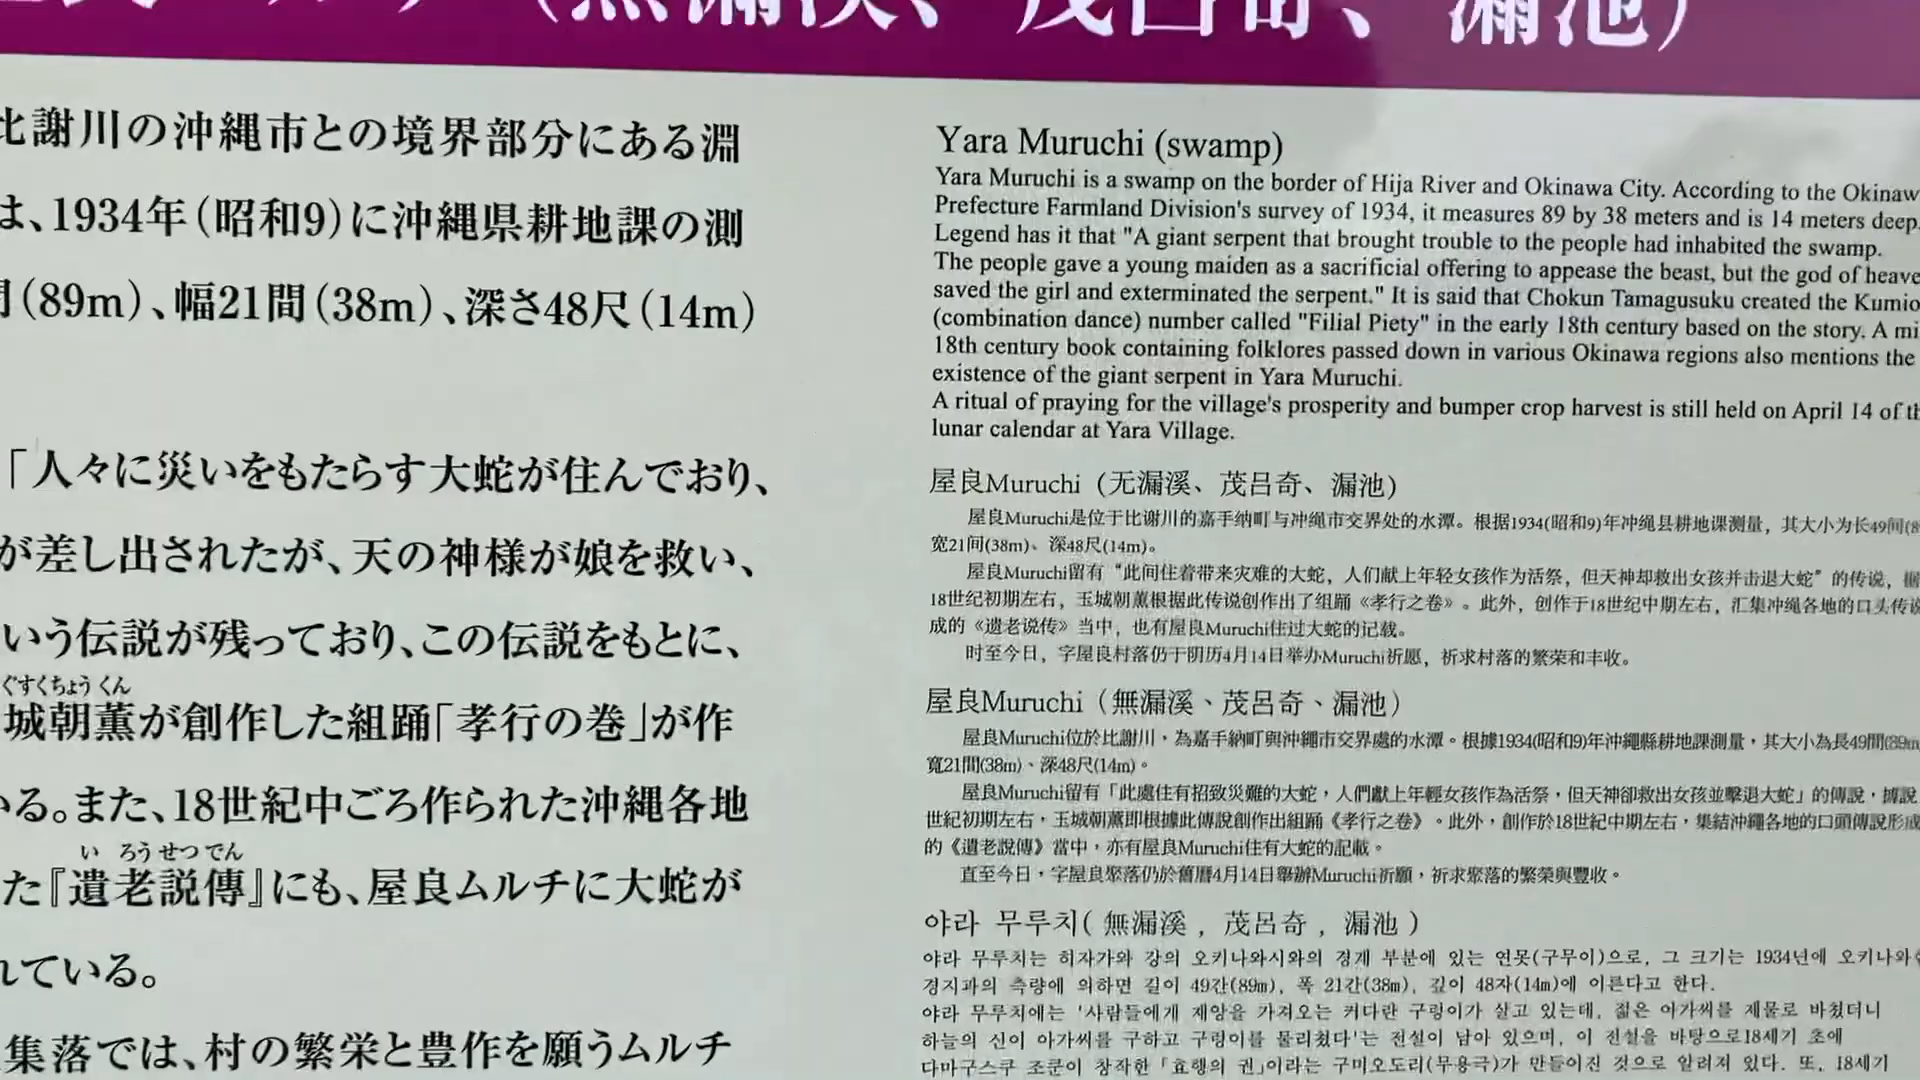 (無漏溪、茂呂奇、漏池)
比謝川の沖縄市との境界部分にある淵
は、1934年(昭和9)に沖縄県耕地課の測
間(89m)、幅21間(38m)、深さ48尺(14m)
「人々に災いをもたらす大蛇が住んでおり、
が差し出されたが、天の神様が娘を救い、
いう伝説が残っており、この伝説をもとに、
ぐすくちょうくん
城朝薫が創作した組踊「孝行の巻」が作
いる。また、18世紀中ごろ作られた沖縄各地
い ろう せつ でん
た『遺老説傳』にも、屋良ムルチに大蛇が
れている。
集落では、村の繁栄と豊作を願うムルチ
Yara Muruchi (swamp)
Yara Muruchi is a swamp on the border of Hija River and Okinawa City. According to the Okinaw
Prefecture Farmland Division's survey of 1934, it measures 89 by 38 meters and is 14 meters deep.
Legend has it that "A giant serpent that brought trouble to the people had inhabited the swamp.
The people gave a young maiden as a sacrificial offering to appease the beast, but the god of heave
saved the girl and exterminated the serpent." It is said that Chokun Tamagusuku created the Kumio
(combination dance) number called "Filial Piety" in the early 18th century based on the story. A mi
18th century book containing folklores passed down in various Okinawa regions also mentions the
existence of the giant serpent in Yara Muruchi.
A ritual of praying for the village's prosperity and bumper crop harvest is still held on April 14 of th
lunar calendar at Yara Village.
屋良Muruchi (无漏溪、茂吕奇、漏池)
屋良Muruchi是位于比谢川的嘉手纳町与冲绳市交界处的水潭。根据1934(昭和9)年冲绳县耕地课测量，其大小为长49间(8
宽21间(38m)、深48尺(14m)。
屋良Muruchi留有“此间住着带来灾难的大蛇，人们献上年轻女孩作为活祭，但天神却救出女孩并击退大蛇”的传说，据
18世纪初期左右，玉城朝薰根据此传说创作出了组踊《孝行之卷》。此外，创作于18世纪中期左右，汇集冲绳各地的口头传说
成的《遗老说传》当中，也有屋良Muruchi住过大蛇的记载。
时至今日，字屋良村落仍于阴历4月14日举办Muruchi祈愿，祈求村落的繁荣和丰收。
屋良Muruchi（無漏溪、茂呂奇、漏池）
屋良Muruchi位於比謝川，為嘉手納町與沖繩市交界處的水潭。根據1934(昭和9)年沖繩縣耕地課測量，其大小為長49間(89m
寬21間(38m)、深48尺(14m)。
屋良Muruchi留有「此處住有招致災難的大蛇，人們獻上年輕女孩作為活祭，但天神卻救出女孩並擊退大蛇」的傳說，據說
世紀初期左右，玉城朝薰即根據此傳說創作出組踊《孝行之卷》。此外，創作於18世紀中期左右，集結沖繩各地的口頭傳說形成
的《遺老說傳》當中，亦有屋良Muruchi住有大蛇的記載。
直至今日，字屋良聚落仍於舊曆4月14日舉辦Muruchi祈願，祈求聚落的繁榮與豐收。
야라 무루치( 無漏溪 , 茂呂奇 , 漏池 )
야라 무루치는 히자가와 강의 오키나와시와의 경계 부분에 있는 연못(구무이)으로, 그 크기는 1934년에 오키나와현
경지과의 측량에 의하면 길이 49간(89m), 폭 21간(38m), 깊이 48자(14m)에 이른다고 한다.
야라 무루치에는 '사람들에게 재앙을 가져오는 커다란 구렁이가 살고 있는데, 젊은 아가씨를 제물로 바쳤더니
하늘의 신이 아가씨를 구하고 구렁이를 물리쳤다'는 전설이 남아 있으며, 이 전설을 바탕으로18세기 초에
다마구스쿠 조쿤이 창작한 「효행의 권」이라는 구미오도리(무용극)가 만들어진 것으로 알려져 있다. 또, 18세기